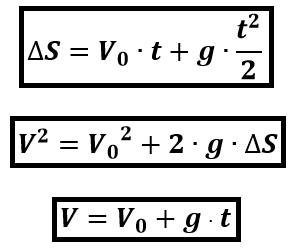 ΔS = V₀ · t + g · t²/2
V² = V₀² + 2 · g · ΔS
V = V₀ + g · t